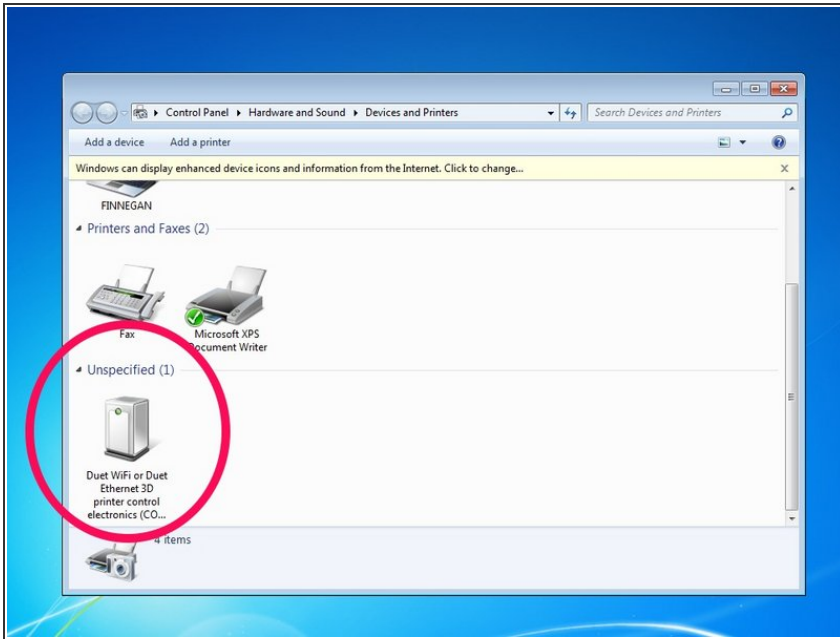 Control Panel Hardware and Sound Devices and Printers
Search Devices and Printers
Add a device Add a printer
Windows can display enhanced device icons and information from the Internet. Click to change...
FINNEGAN
Printers and Faxes (2)
Fax
Microsoft XPS
Document Writer
Unspecified (1)
Duet WiFi or Duet
Ethernet 3D
printer control
electronics (CO...
4 items